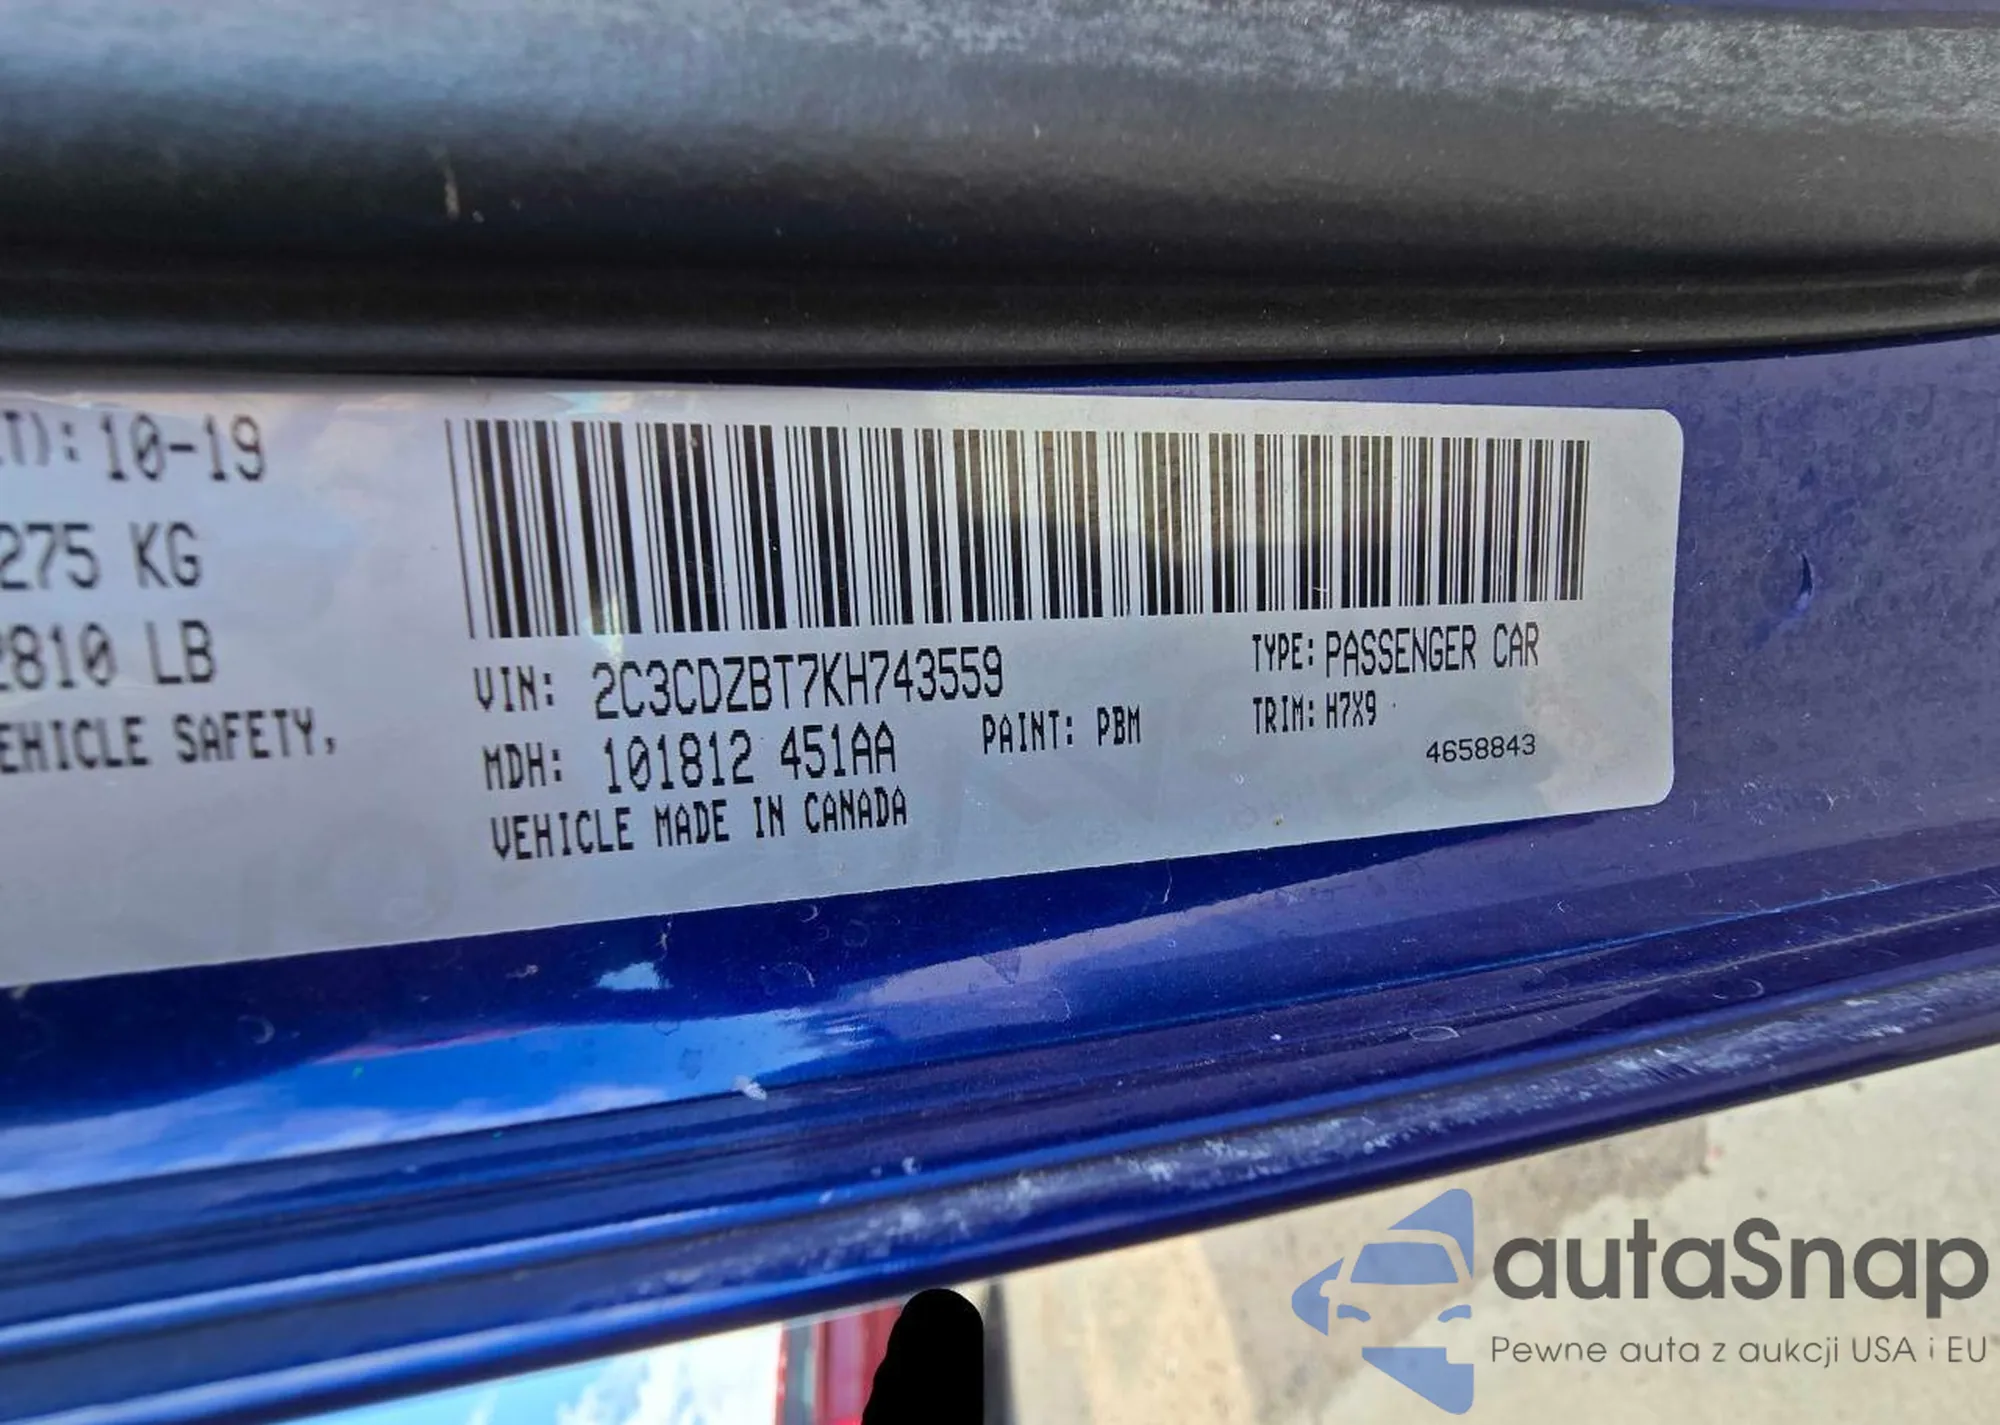 T): 10-19
275 KG
2810 LB
EHICLE SAFETY,
VIN: 2C3CDZBT7KH743559
MDH: 101812 451AA
PAINT: PBM
VEHICLE MADE IN CANADA
TYPE: PASSENGER CAR
TRIM: H7X9
4658843
autaSnap
Pewne auta z aukcji USA i EU